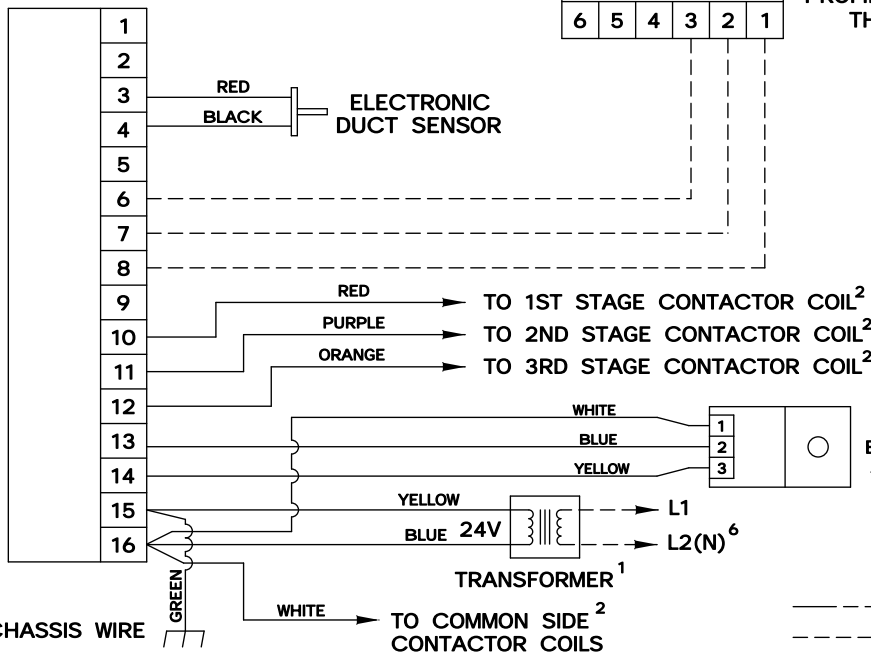 PROM
6 5 4 3 2 1
TH
1
2
3
RED
ELECTRONIC
4
BLACK
DUCT SENSOR
5
6
7
8
9
RED
TO 1ST STAGE CONTACTOR COIL²
10
PURPLE
TO 2ND STAGE CONTACTOR COIL²
11
ORANGE
TO 3RD STAGE CONTACTOR COIL²
12
WHITE
1
13
BLUE
2
14
YELLOW
3
15
YELLOW
L1
16
BLUE 24V
L2(N)⁶
TRANSFORMER¹
GREEN
CHASSIS WIRE
WHITE
TO COMMON SIDE²
CONTACTOR COILS